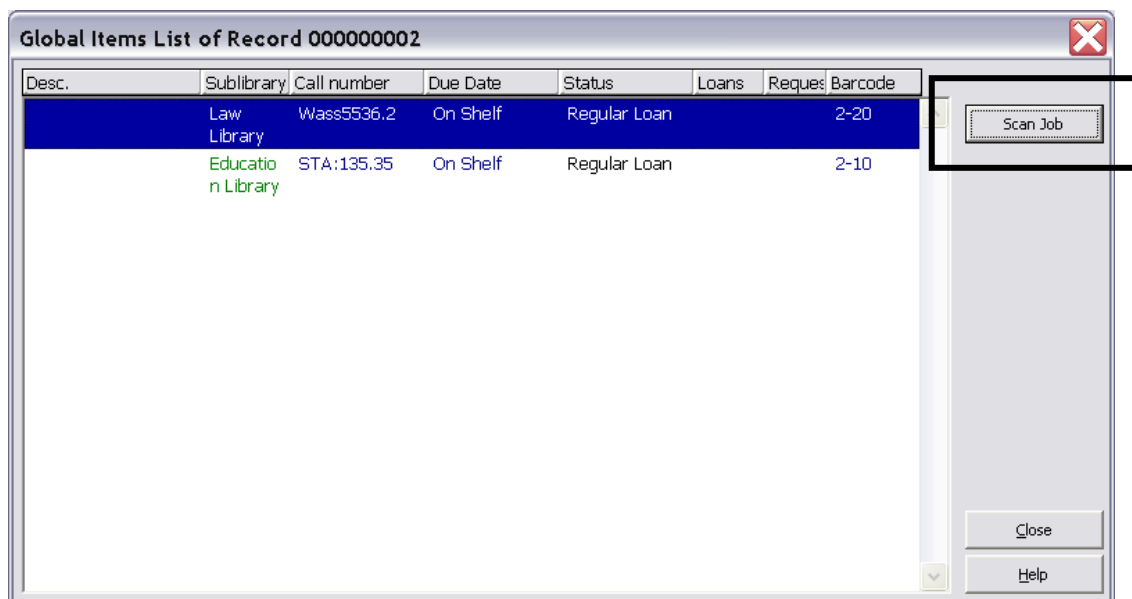 Global Items List of Record 000000002
Desc. Sublibrary Call number Due Date Status Loans Reques Barcode
Law Wass5536.2 On Shelf Regular Loan 2-20
Library
Scan Job
Educatio STA:135.35 On Shelf Regular Loan 2-10
n Library
Close
Help